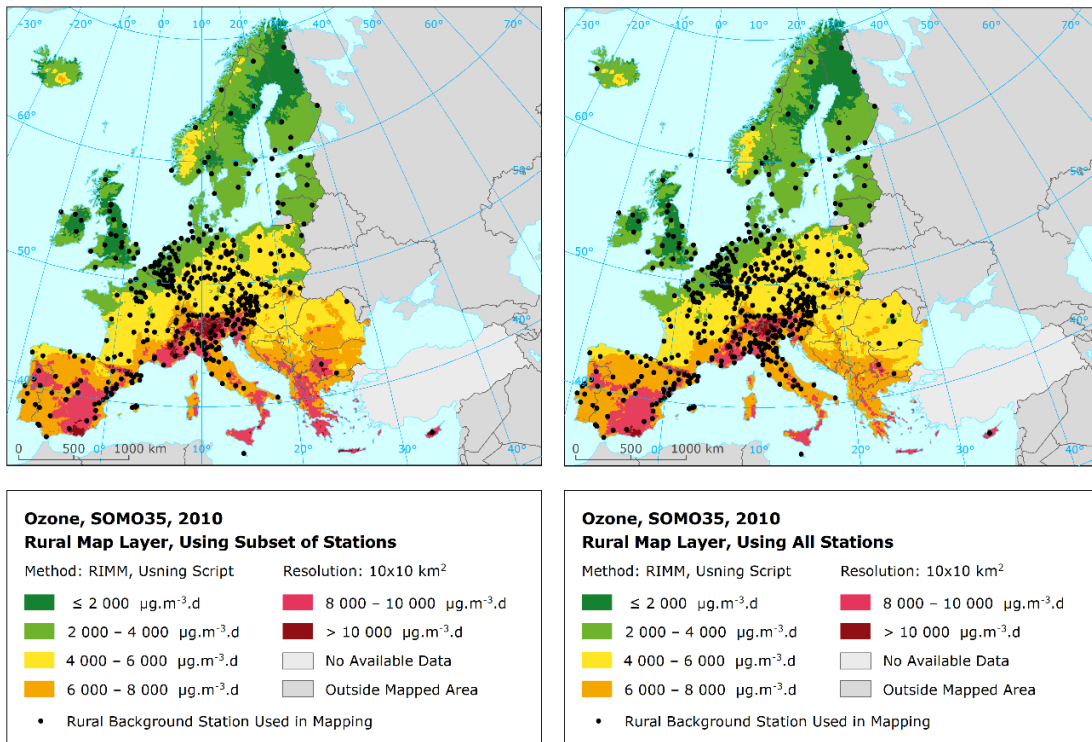 -30° -20° -10° 0° 10° 20° 30° 40° 50° 60° 70°
60°
50°
40°
60°
50°
40°
0 500 1000 km
0° 10° 20° 30° 40°
Ozone, SOMO35, 2010
Rural Map Layer, Using Subset of Stations
Method: RIMM, Usning Script Resolution: 10x10 km²
≤ 2 000 µg.m⁻³.d 8 000 – 10 000 µg.m⁻³.d
2 000 – 4 000 µg.m⁻³.d > 10 000 µg.m⁻³.d
4 000 – 6 000 µg.m⁻³.d No Available Data
6 000 – 8 000 µg.m⁻³.d Outside Mapped Area
• Rural Background Station Used in Mapping
-30° -20° -10° 0° 10° 20° 30° 40° 50° 60° 70°
60°
50°
40°
60°
50°
40°
0 500 1000 km
0° 10° 20° 30° 40°
Ozone, SOMO35, 2010
Rural Map Layer, Using All Stations
Method: RIMM, Usning Script Resolution: 10x10 km²
≤ 2 000 µg.m⁻³.d 8 000 – 10 000 µg.m⁻³.d
2 000 – 4 000 µg.m⁻³.d > 10 000 µg.m⁻³.d
4 000 – 6 000 µg.m⁻³.d No Available Data
6 000 – 8 000 µg.m⁻³.d Outside Mapped Area
• Rural Background Station Used in Mapping